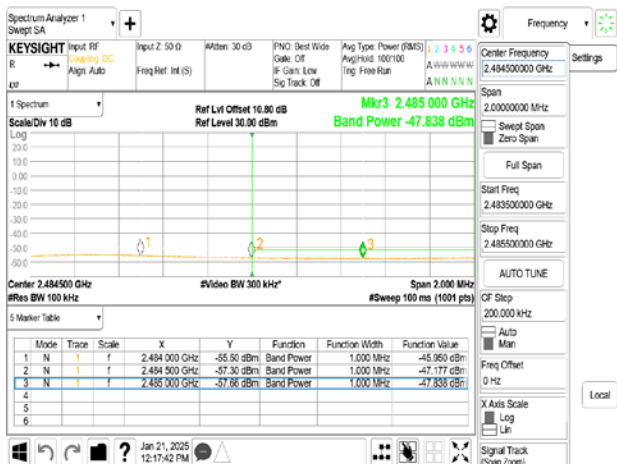 Spectrum Analyzer 1
Swept SA
Frequency
KEYSIGHT
R
Input: RF
Coupling: DC
Align: Auto
Input Z: 50 Ω
Freq Ref: Int (S)
#Atten: 30 dB
PNO: Best Wide
Gate: Off
IF Gain: Low
Sig Track: Off
Avg Type: Power (RMS)
Avg|Hold: 100/100
Trig: Free Run
1 2 3 4 5 6
A W W W W W
A N N N N N
Center Frequency
2.484500000 GHz
Settings
Span
2.00000000 MHz
Swept Span
Zero Span
Full Span
Start Freq
2.483500000 GHz
Stop Freq
2.485500000 GHz
AUTO TUNE
CF Step
200.000 kHz
Auto
Man
Freq Offset
0 Hz
X Axis Scale
Log
Lin
Signal Track
(Span Zoom)
Local
1 Spectrum
Scale/Div 10 dB
Log
Ref Lvl Offset 10.80 dB
Ref Level 30.00 dBm
Mkr3 2.485 000 GHz
Band Power -47.838 dBm
20.0
10.0
0.00
-10.0
-20.0
-30.0
-40.0
-50.0
-60.0
1
2
3
Center 2.484500 GHz
#Res BW 100 kHz
#Video BW 300 kHz*
Span 2.000 MHz
#Sweep 100 ms (1001 pts)
5 Marker Table
Mode Trace Scale X Y Function Function Width Function Value
1 N 1 f 2.484 000 GHz -55.50 dBm Band Power 1.000 MHz -45.950 dBm
2 N 1 f 2.484 500 GHz -57.30 dBm Band Power 1.000 MHz -47.177 dBm
3 N 1 f 2.485 000 GHz -57.66 dBm Band Power 1.000 MHz -47.838 dBm
4
5
6
?
Jan 21, 2025
12:17:42 PM